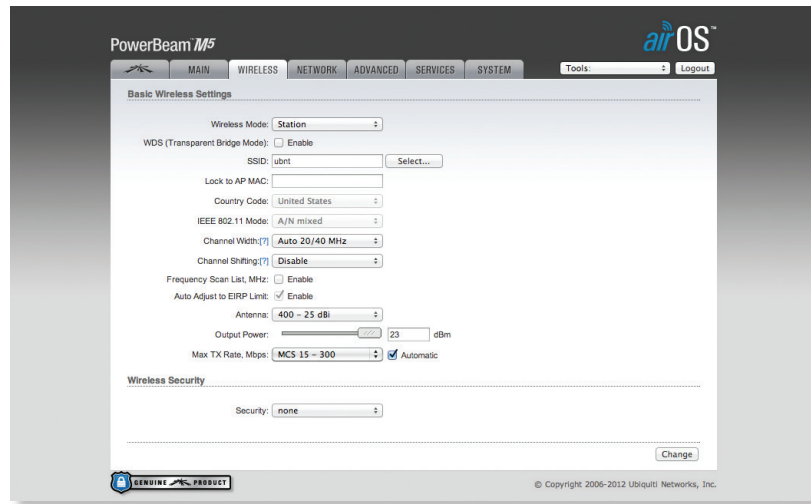 PowerBeam M5
airOS™
MAIN WIRELESS NETWORK ADVANCED SERVICES SYSTEM Tools: Logout
Basic Wireless Settings
Wireless Mode: Station
WDS (Transparent Bridge Mode): Enable
SSID: ubnt Select...
Lock to AP MAC:
Country Code: United States
IEEE 802.11 Mode: A/N mixed
Channel Width:[?] Auto 20/40 MHz
Channel Shifting:[?] Disable
Frequency Scan List, MHz: Enable
Auto Adjust to EIRP Limit: Enable
Antenna: 400 – 25 dBi
Output Power: 23 dBm
Max TX Rate, Mbps: MCS 15 – 300 Automatic
Wireless Security
Security: none
Change
GENUINE PRODUCT
© Copyright 2006-2012 Ubiquiti Networks, Inc.